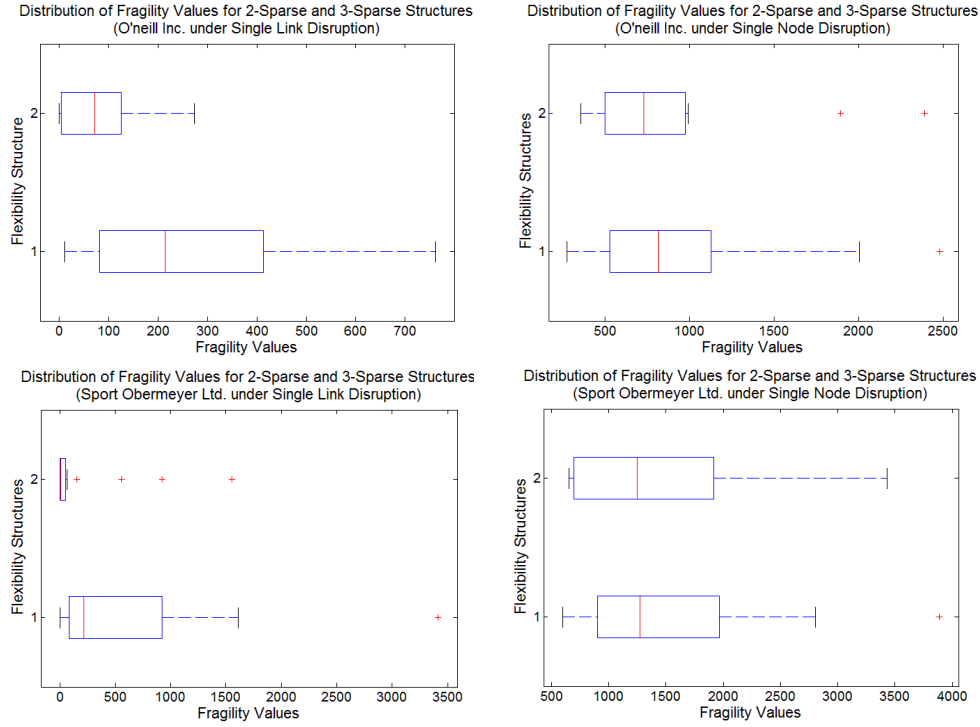 Distribution of Fragility Values for 2-Sparse and 3-Sparse Structures
(O'neill Inc. under Single Link Disruption)
Flexibility Structure
2
1
0 100 200 300 400 500 600 700
Fragility Values
Distribution of Fragility Values for 2-Sparse and 3-Sparse Structures
(O'neill Inc. under Single Node Disruption)
Flexibility Structures
2
1
500 1000 1500 2000 2500
Fragility Values
Distribution of Fragility Values for 2-Sparse and 3-Sparse Structures
(Sport Obermeyer Ltd. under Single Link Disruption)
Flexibility Structures
2
1
0 500 1000 1500 2000 2500 3000 3500
Fragility Values
Distribution of Fragility Values for 2-Sparse and 3-Sparse Structures
(Sport Obermeyer Ltd. under Single Node Disruption)
Flexibility Structures
2
1
500 1000 1500 2000 2500 3000 3500 4000
Fragility Values